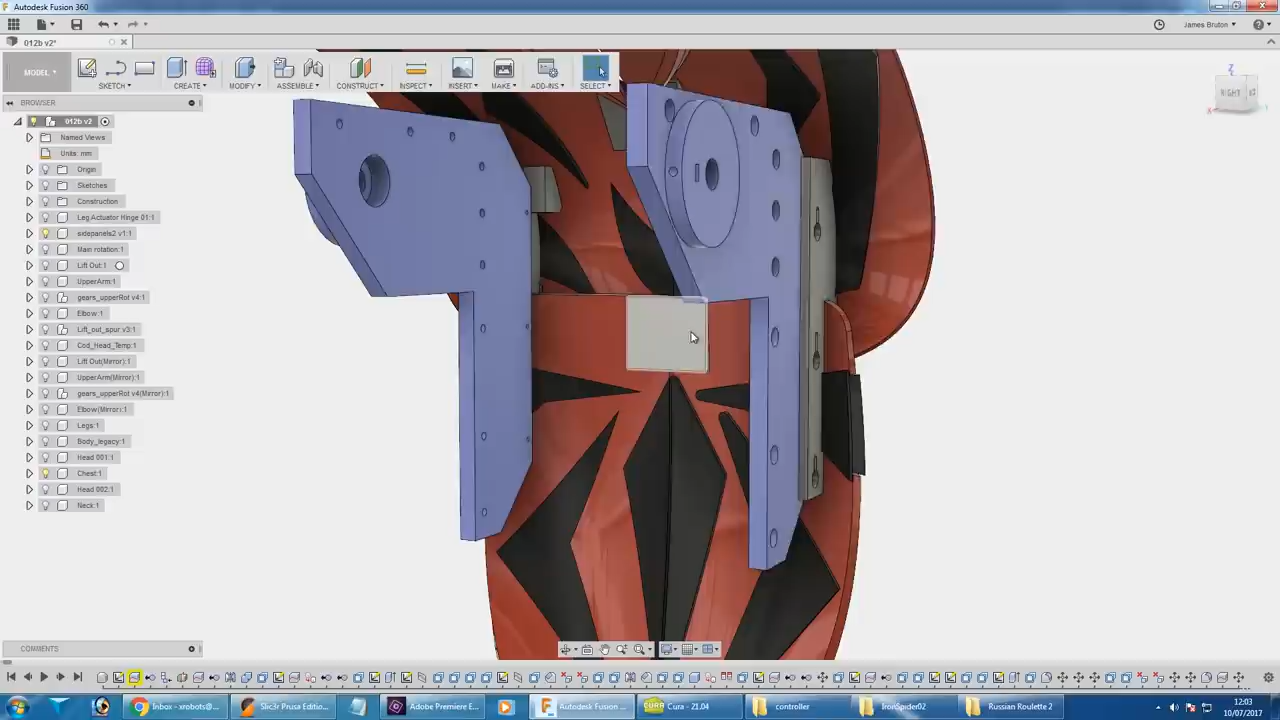 Autodesk Fusion 360
James Bruton
012b v2*
MODEL
SKETCH
CREATE
MODIFY
ASSEMBLE
CONSTRUCT
INSPECT
INSERT
MAKE
ADD-INS
SELECT
Z
RIGHT
BROWSER
012b v2
Named Views
Units: mm
Origin
Sketches
Construction
Leg Actuator Hinge 01:1
sidepanels2 v1:1
Main rotation:1
Lift Out:1
UpperArm:1
gears_upperRot v4:1
Elbow:1
Lift_out_spur v3:1
Cod_Head_Temp:1
Lift Out(Mirror):1
UpperArm(Mirror):1
gears_upperRot v4(Mirror):1
Elbow(Mirror):1
Legs:1
Body_legacy:1
Head 001:1
Chest:1
Head 002:1
Neck:1
COMMENTS
Inbox - xrobots@...
Slic3r Prusa Edition...
Adobe Premiere E...
Autodesk Fusion ...
Cura - 21.04
controller
IronSpider02
Russian Roulette 2
12:03
10/07/2017